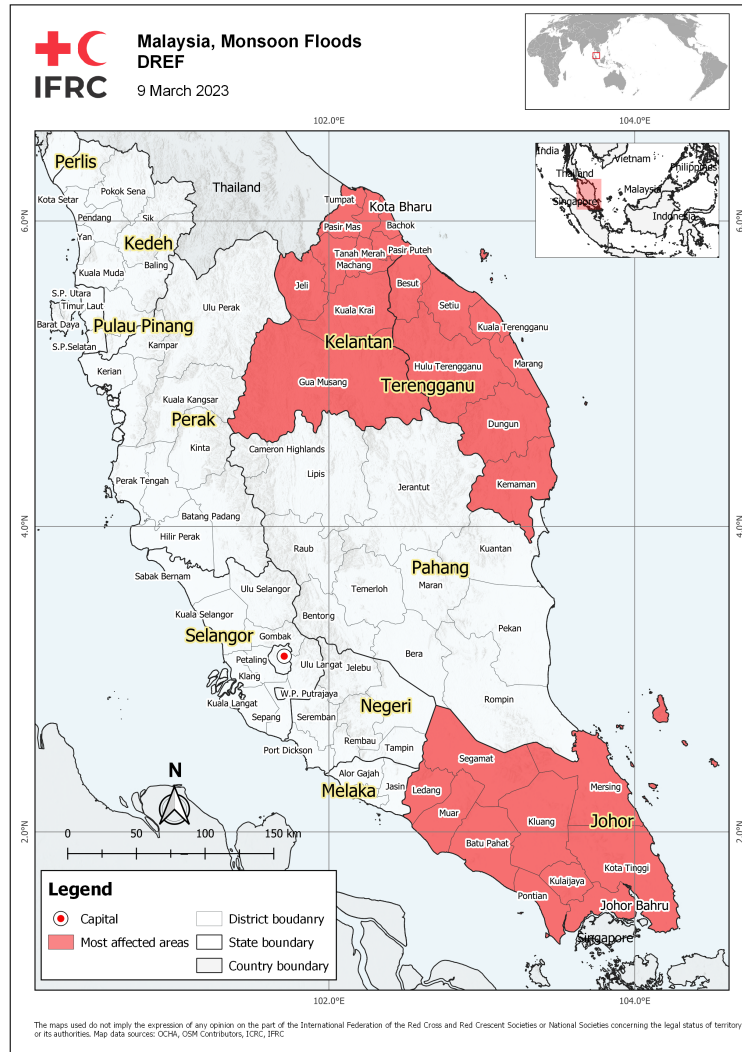 IFRC
Malaysia, Monsoon Floods
DREF
9 March 2023
102.0°E
104.0°E
India
Vietnam
Thailand
Philippines
Malaysia
Singapore
Indonesia
6.0°N
6.0°N
Perlis
Thailand
Kota Setar
Pokok Sena
Tumpat
Kota Bharu
Pendang
Sik
Pasir Mas
Bachok
Yan
Kedeh
Tanah Merah
Pasir Puteh
Kuala Muda
Baling
Machang
Jeli
Besut
S.P. Utara
Timur Laut
Ulu Perak
Kuala Krai
Setiu
Barat Daya
Pulau Pinang
Kuala Terengganu
S.P.Selatan
Kampar
Kelantan
Kerian
Hulu Terengganu
Marang
Gua Musang
Terengganu
Kuala Kangsar
Perak
Dungun
Kinta
Cameron Highlands
Lipis
Perak Tengah
Jerantut
Kemaman
Batang Padang
4.0°N
4.0°N
Hilir Perak
Raub
Kuantan
Sabak Bernam
Pahang
Ulu Selangor
Temerloh
Maran
Kuala Selangor
Bentong
Selangor
Gombak
Pekan
Petaling
Ulu Langat
Jelebu
Bera
Klang
W.P. Putrajaya
Kuala Langat
Negeri
Rompin
Sepang
Seremban
Port Dickson
Rembau
Tampin
Segamat
Alor Gajah
N
Melaka
Jasin
Ledang
Mersing
Muar
Kluang
Johor
2.0°N
2.0°N
0 50 100 150 km
Batu Pahat
Kota Tinggi
Kulaijaya
Pontian
Johor Bahru
Singapore
Legend
Capital
Most affected areas
District boudanry
State boundary
Country boundary
102.0°E
104.0°E
The maps used do not imply the expression of any opinion on the part of the International Federation of the Red Cross and Red Crescent Societies or National Societies concerning the legal status of territory
or its authorities. Map data sources: OCHA, OSM Contributors, ICRC, IFRC